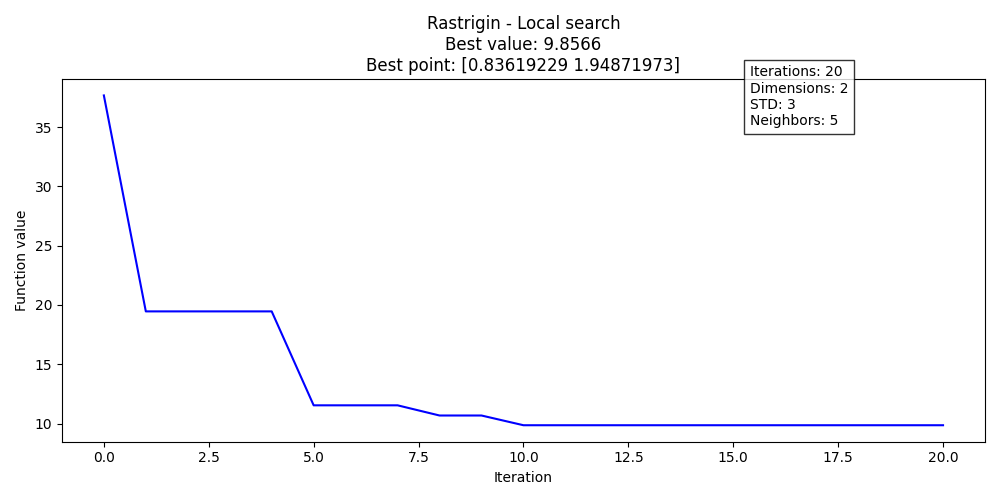 Rastrigin - Local search
Best value: 9.8566
Best point: [0.83619229 1.94871973]
Iterations: 20
Dimensions: 2
STD: 3
Neighbors: 5
Function value
35
30
25
20
15
10
0.0 2.5 5.0 7.5 10.0 12.5 15.0 17.5 20.0
Iteration